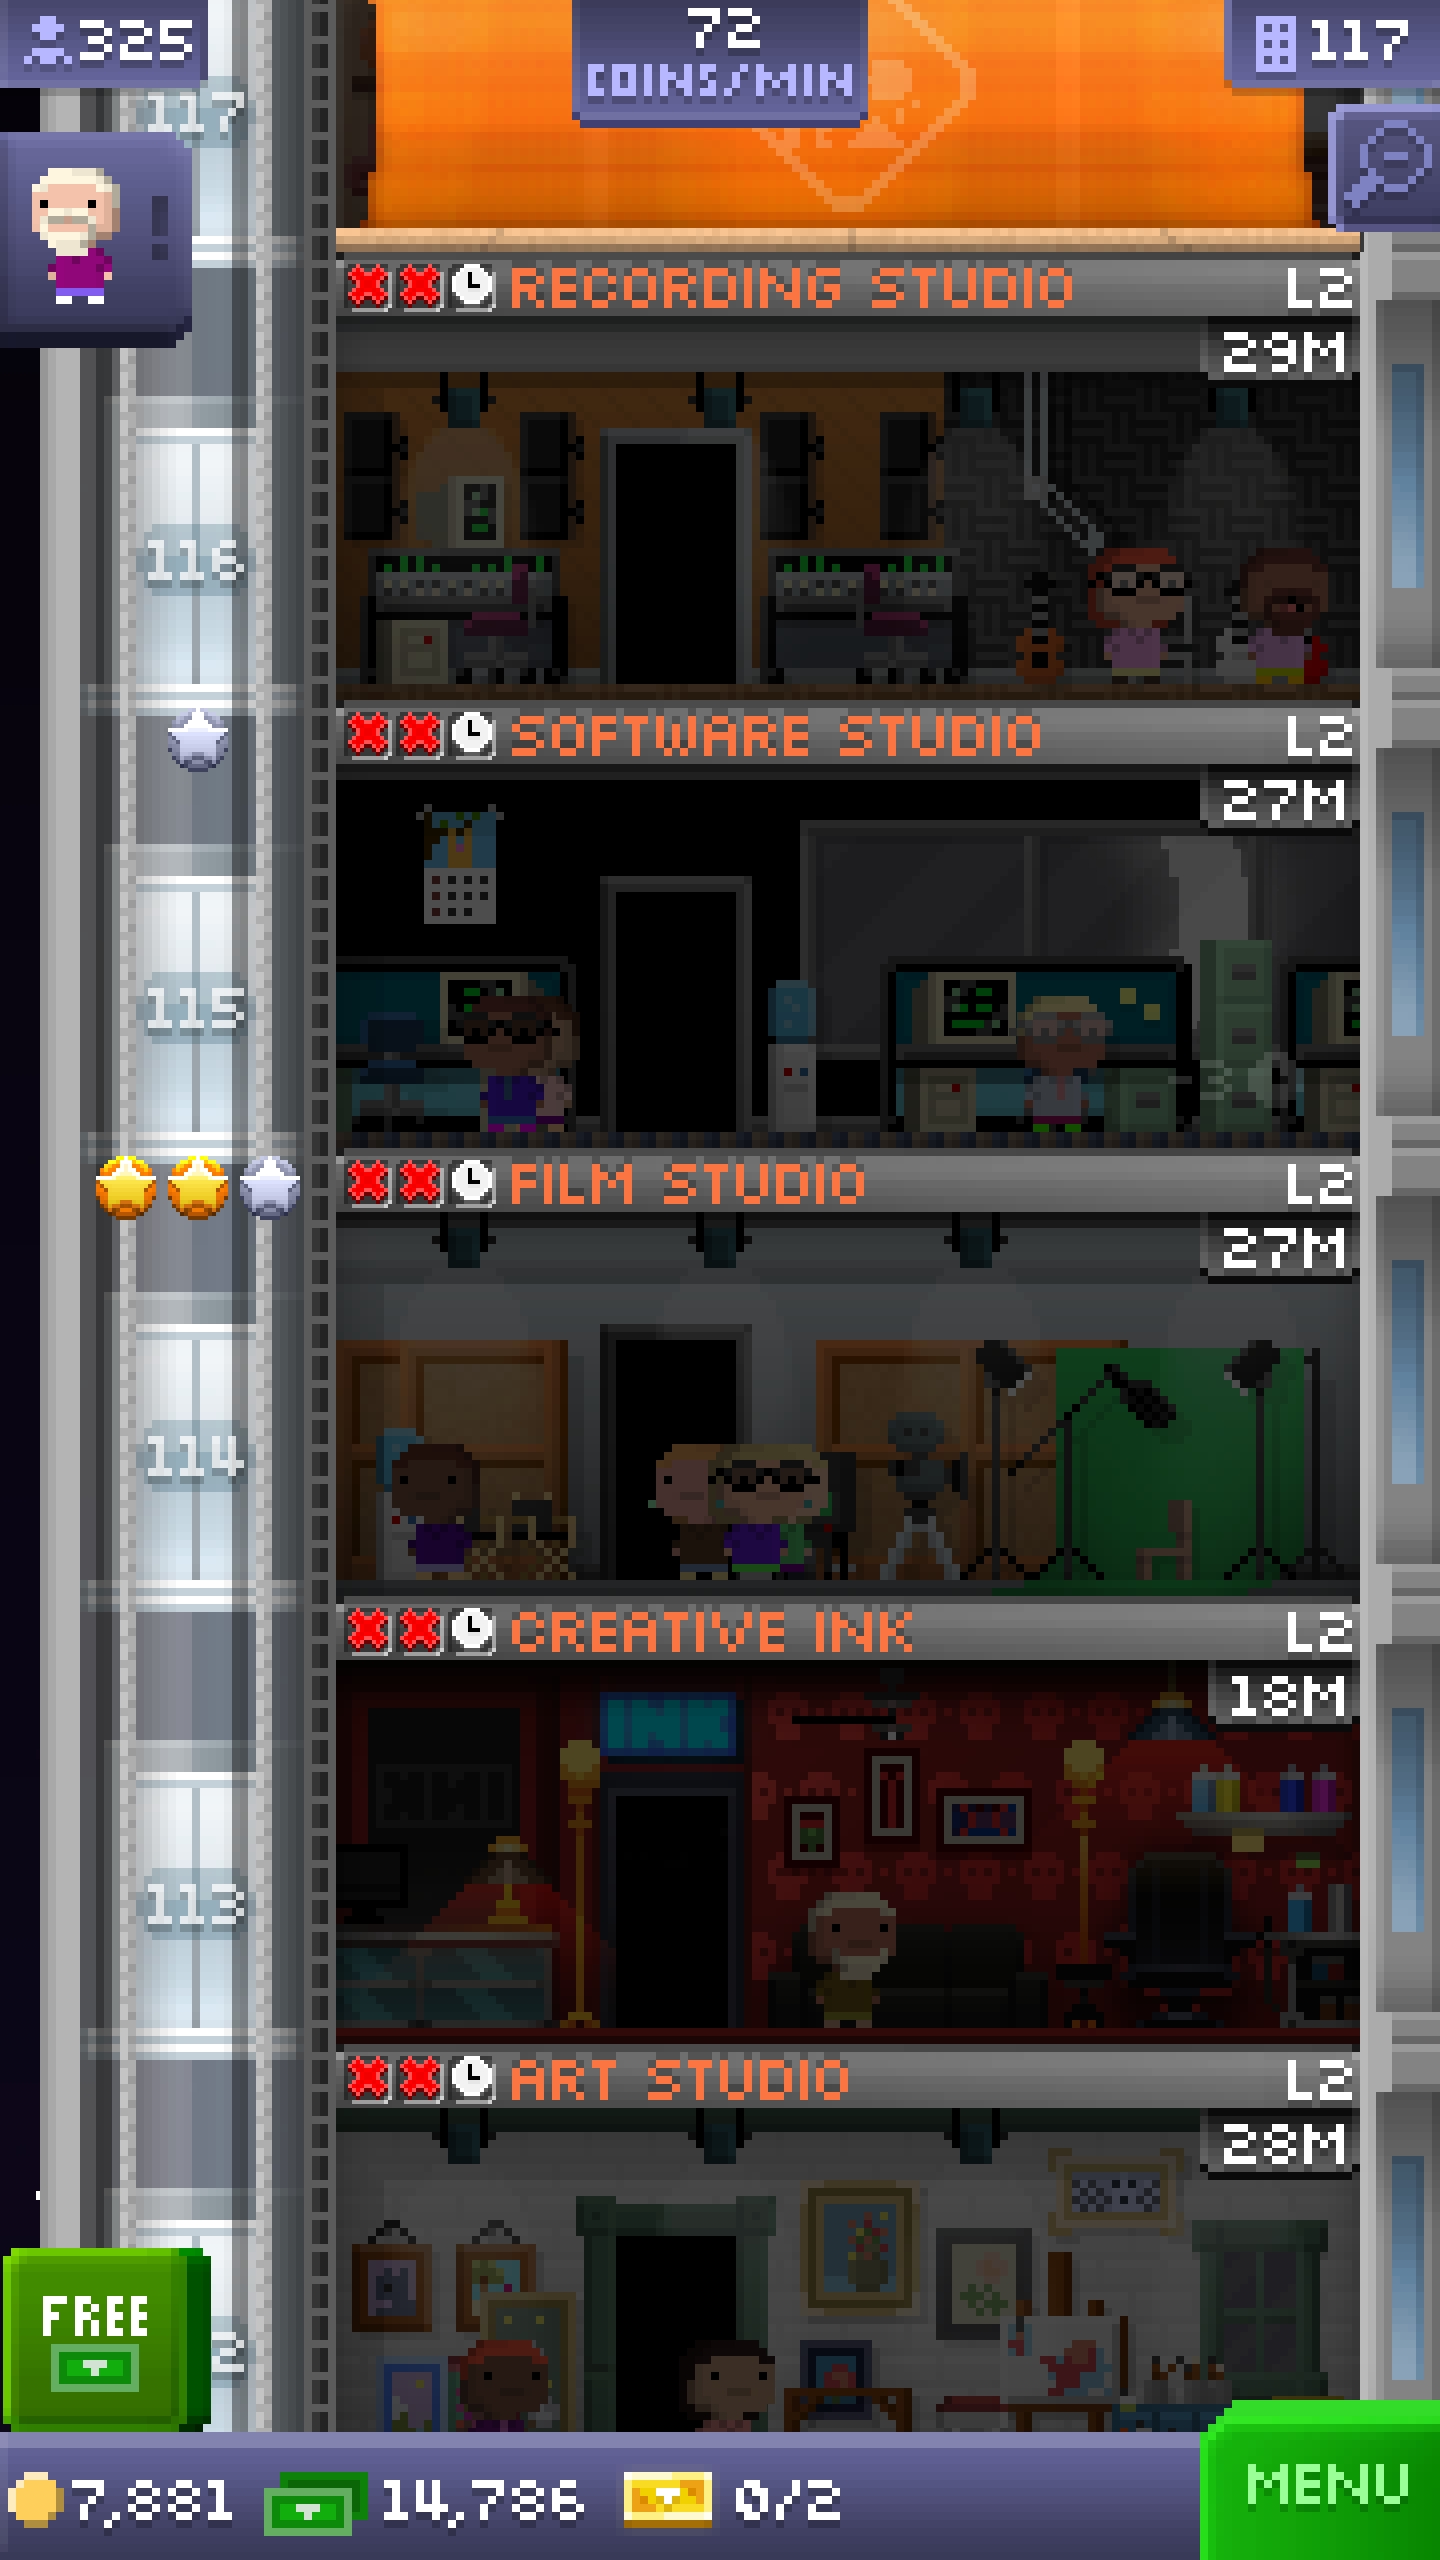 325
72
COINS/MIN
117
117
RECORDING STUDIO L2
29M
116
SOFTWARE STUDIO L2
27M
115
FILM STUDIO L2
27M
114
CREATIVE INK L2
18M
INK
113
ART STUDIO L2
28M
FREE
2
7,881 14,786 0/2
MENU